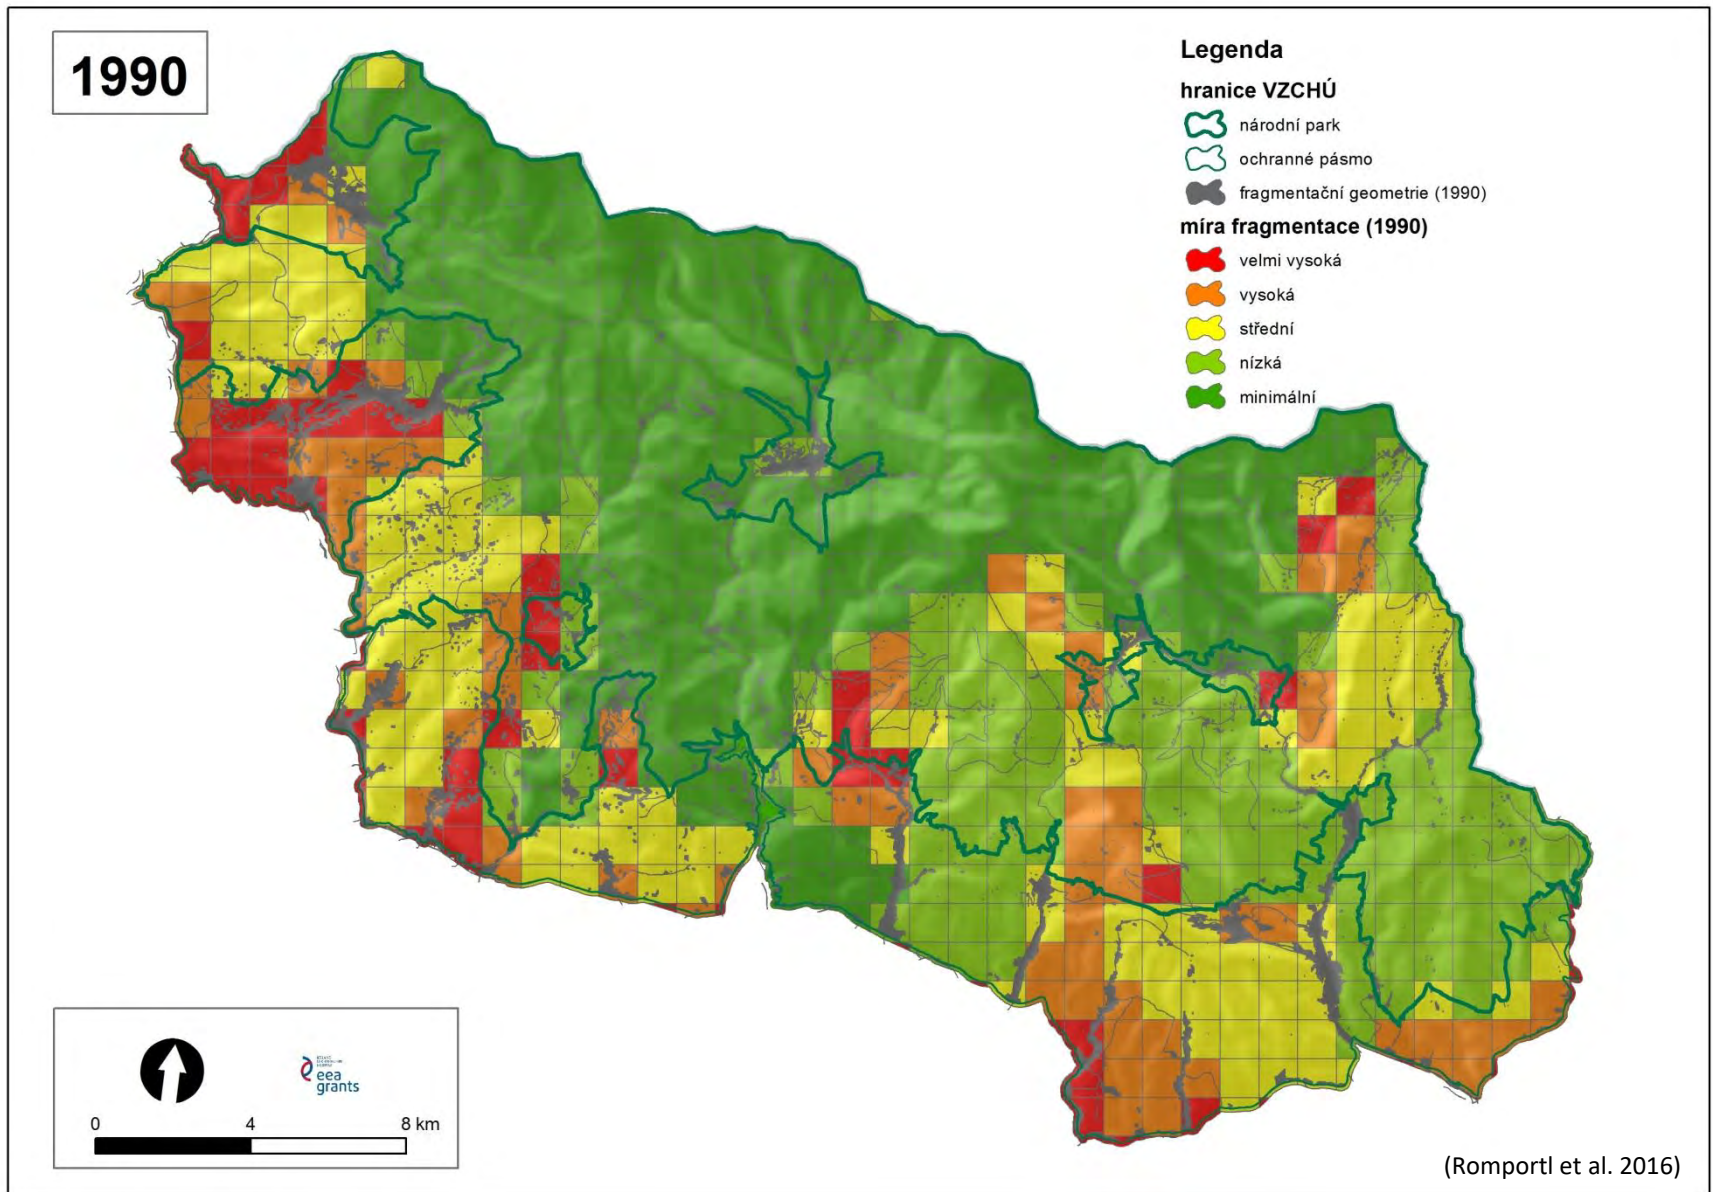 1990
Legenda
hranice VZCHÚ
národní park
ochranné pásmo
fragmentační geometrie (1990)
míra fragmentace (1990)
velmi vysoká
vysoká
střední
nízká
minimální
eea
grants
0 4 8 km
(Romportl et al. 2016)